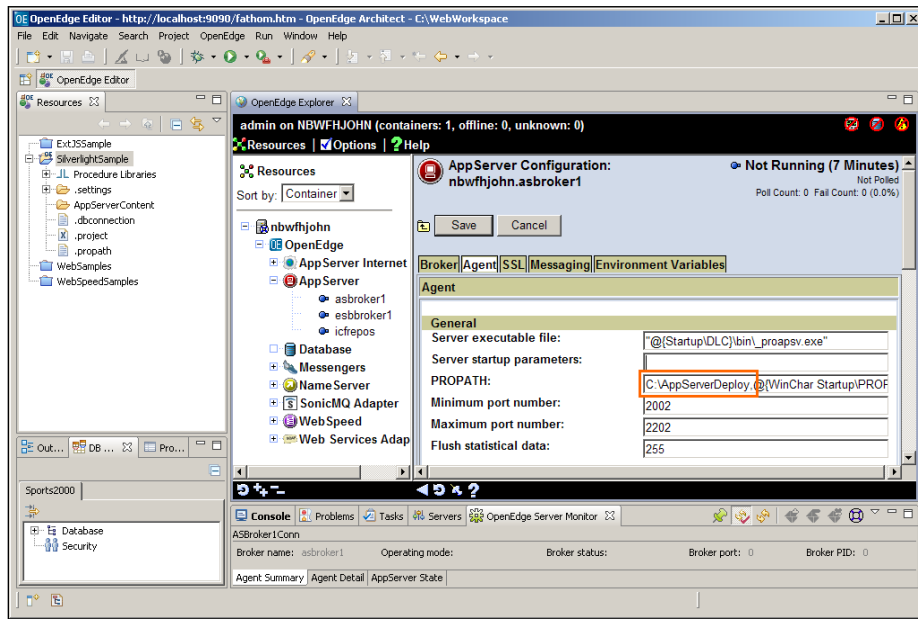 OpenEdge Editor - http://localhost:9090/fathom.htm - OpenEdge Architect - C:\WebWorkspace
File Edit Navigate Search Project OpenEdge Run Window Help
OpenEdge Editor
Resources
ExtJSSample
SilverlightSample
Procedure Libraries
.settings
AppServerContent
.dbconnection
.project
.propath
WebSamples
WebSpeedSamples
Out...
DB ...
Pro...
Sports2000
Database
Security
OpenEdge Explorer
admin on NBWFHJOHN (containers: 1, offline: 0, unknown: 0)
Resources | Options | Help
Resources
Sort by: Container
nbwfhjohn
OpenEdge
AppServer Internet
AppServer
asbroker1
esbbroker1
icfrepos
Database
Messengers
NameServer
SonicMQ Adapter
WebSpeed
Web Services Adap
AppServer Configuration:
nbwfhjohn.asbroker1
Not Running (7 Minutes)
Not Polled
Poll Count: 0 Fail Count: 0 (0.0%)
Save Cancel
Broker Agent SSL Messaging Environment Variables
Agent
General
Server executable file: "@{Startup\DLC}\bin\_proapsv.exe"
Server startup parameters:
PROPATH: C:\AppServerDeploy,@{WinChar Startup\PROF
Minimum port number: 2002
Maximum port number: 2202
Flush statistical data: 255
Console Problems Tasks Servers OpenEdge Server Monitor
ASBroker1Conn
Broker name: asbroker1 Operating mode: Broker status: Broker port: 0 Broker PID: 0
Agent Summary Agent Detail AppServer State